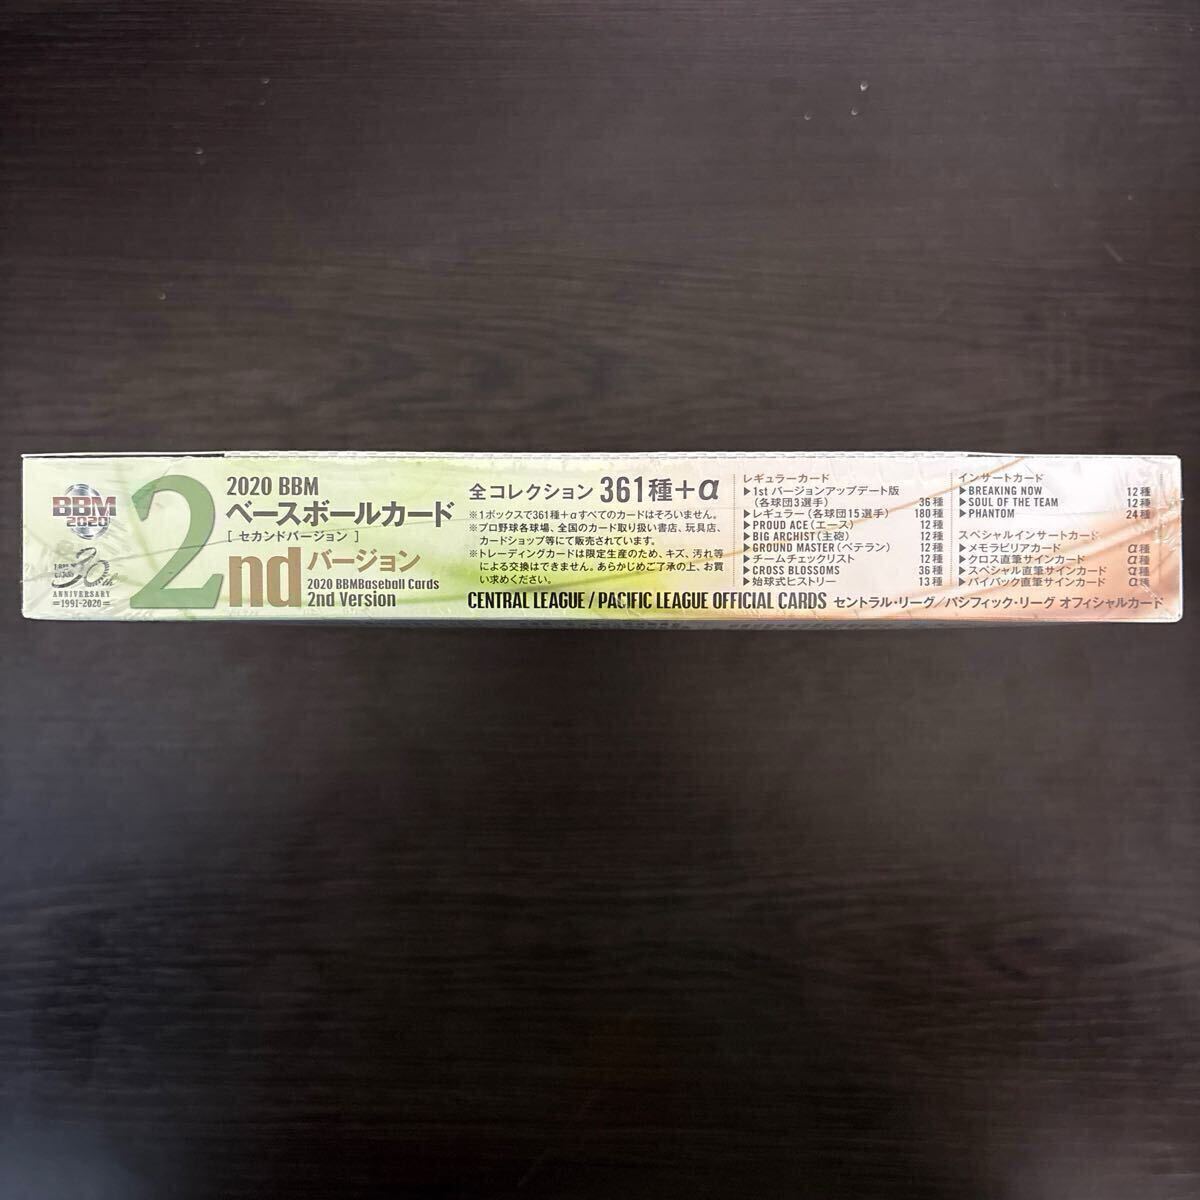 BBM
2020
ANNIVERSARY
=1991-2020=
2nd
2020 BBM
ベースボールカード
[ セカンドバージョン ]
バージョン
2020 BBMBaseball Cards
2nd Version
全コレクション 361種+α
※1ボックスで361種+αすべてのカードはそろいません。
※プロ野球各球場、全国のカード取り扱い書店、玩具店、
カードショップ等にて販売されています。
※トレーディングカードは限定生産のため、キズ、汚れ等
による交換はできません。あらかじめご了承の上、お買
い求めください。
CENTRAL LEAGUE / PACIFIC LEAGUE OFFICIAL CARDS セントラル・リーグ/パシフィック・リーグ オフィシャルカード
レギュラーカード
▶1st バージョンアップデート版
(各球団3選手) 36種
▶レギュラー(各球団15選手) 180種
▶PROUD ACE(エース) 12種
▶BIG ARCHIST(主砲) 12種
▶GROUND MASTER(ベテラン) 12種
▶チームチェックリスト 12種
▶CROSS BLOSSOMS 36種
▶始球式ヒストリー 13種
インサートカード
▶BREAKING NOW 12種
▶SOUL OF THE TEAM 12種
▶PHANTOM 24種
スペシャルインサートカード
▶メモラビリアカード α種
▶クロス直筆サインカード α種
▶スペシャル直筆サインカード α種
▶バイバック直筆サインカード α種